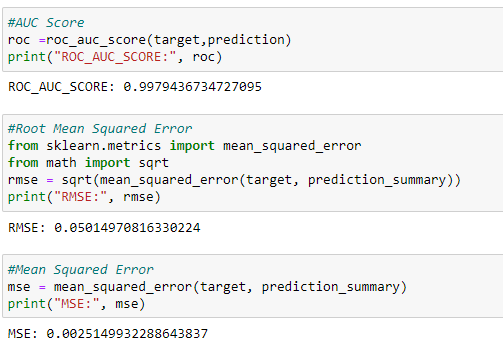 #AUC Score
roc =roc_auc_score(target,prediction)
print("ROC_AUC_SCORE:", roc)
ROC_AUC_SCORE: 0.9979436734727095
#Root Mean Squared Error
from sklearn.metrics import mean_squared_error
from math import sqrt
rmse = sqrt(mean_squared_error(target, prediction_summary))
print("RMSE:", rmse)
RMSE: 0.05014970816330224
#Mean Squared Error
mse = mean_squared_error(target, prediction_summary)
print("MSE:", mse)
MSE: 0.0025149932288643837